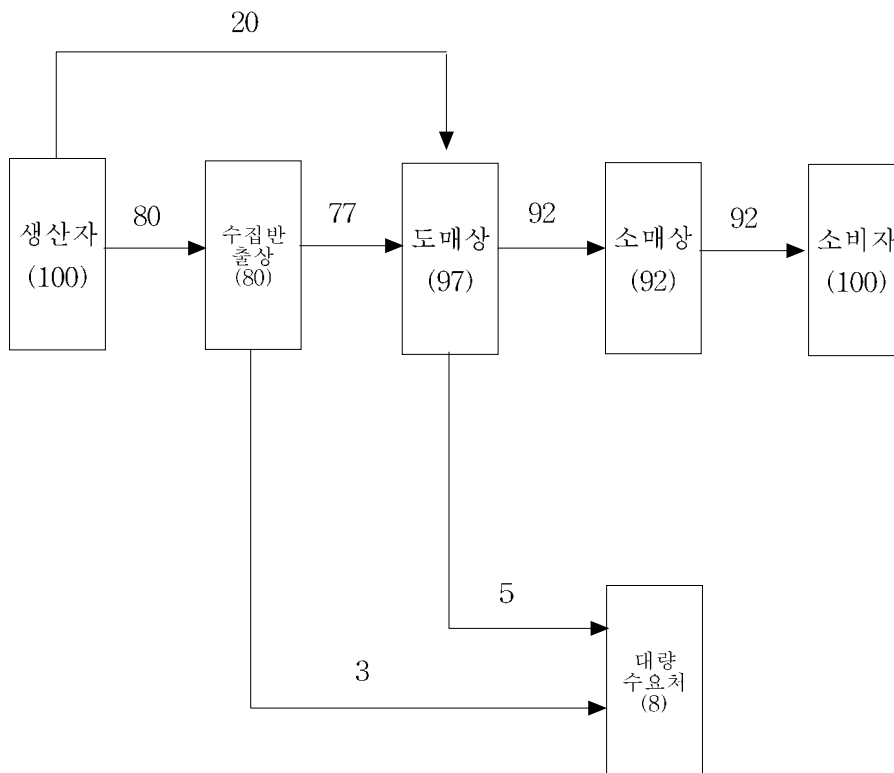 20
80
77
92
92
생산자
(100)
수집반
출상
(80)
도매상
(97)
소매상
(92)
소비자
(100)
5
3
대량
수요처
(8)